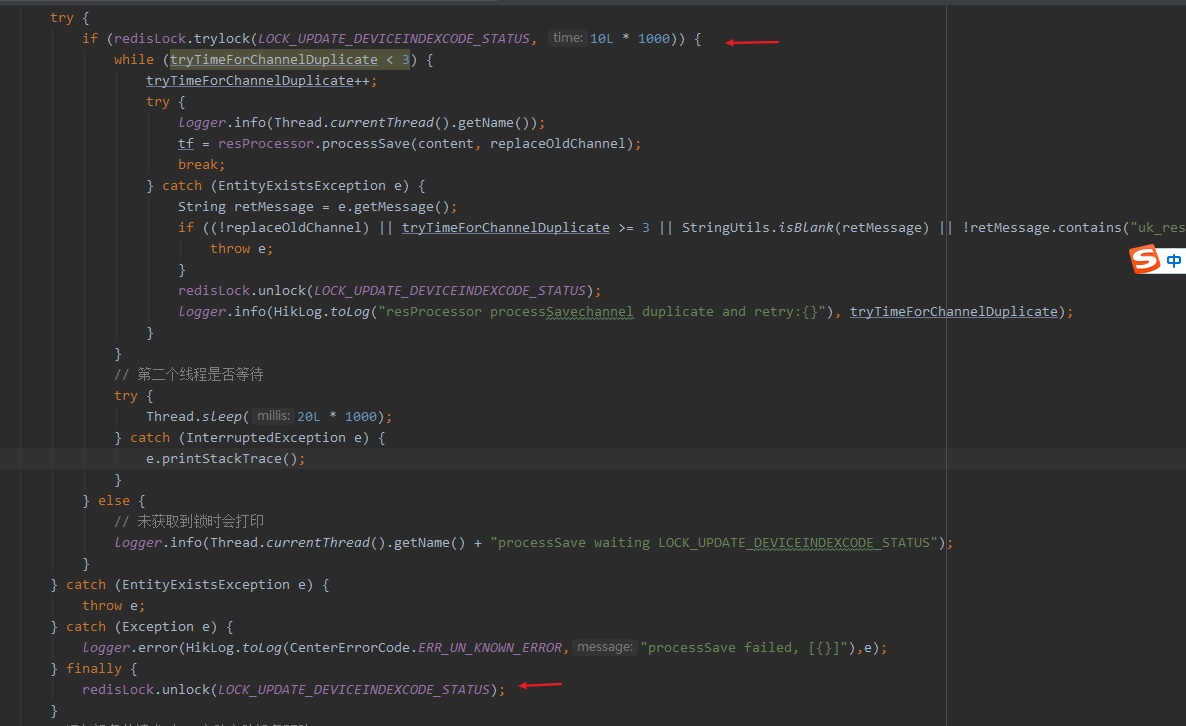 try {
if (redisLock.trylock(LOCK_UPDATE_DEVICEINDEXCODE_STATUS, time: 10L * 1000)) {
while (tryTimeForChannelDuplicate < 3) {
tryTimeForChannelDuplicate++;
try {
logger.info(Thread.currentThread().getName());
tf = resProcessor.processSave(content, replaceOldChannel);
break;
} catch (EntityExistsException e) {
String retMessage = e.getMessage();
if ((!replaceOldChannel) || tryTimeForChannelDuplicate >= 3 || StringUtils.isBlank(retMessage) || !retMessage.contains("uk_res
throw e;
}
redisLock.unlock(LOCK_UPDATE_DEVICEINDEXCODE_STATUS);
logger.info(HikLog.toLog("resProcessor processSavechannel duplicate and retry:{}"), tryTimeForChannelDuplicate);
}
}
// 第二个线程是否等待
try {
Thread.sleep( millis: 20L * 1000);
} catch (InterruptedException e) {
e.printStackTrace();
}
} else {
// 未获取到锁时会打印
logger.info(Thread.currentThread().getName() + "processSave waiting LOCK_UPDATE_DEVICEINDEXCODE_STATUS");
}
} catch (EntityExistsException e) {
throw e;
} catch (Exception e) {
logger.error(HikLog.toLog(CenterErrorCode.ERR_UN_KNOWN_ERROR, message: "processSave failed, [{}]"),e);
} finally {
redisLock.unlock(LOCK_UPDATE_DEVICEINDEXCODE_STATUS);
}
S 中